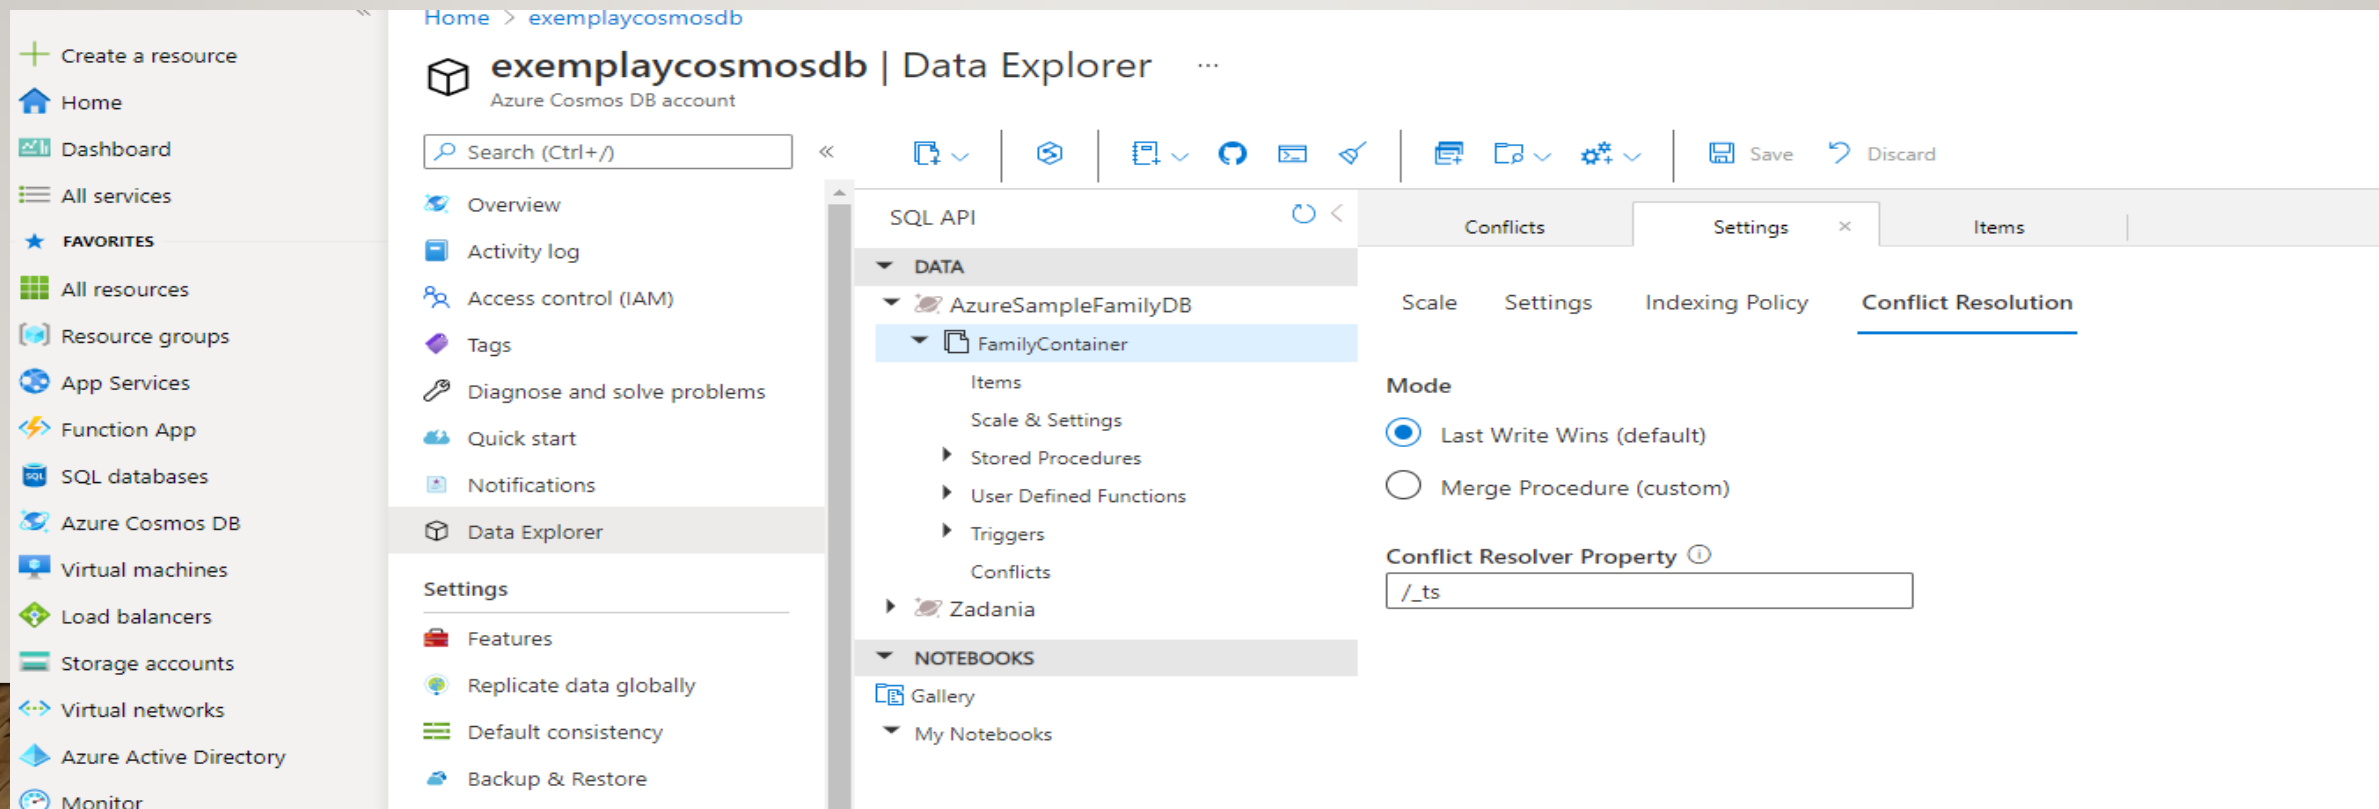 Home > exemplaycosmosdb
exemplaycosmosdb | Data Explorer ...
Azure Cosmos DB account
Create a resource
Home
Dashboard
All services
FAVORITES
All resources
Resource groups
App Services
Function App
SQL databases
Azure Cosmos DB
Virtual machines
Load balancers
Storage accounts
Virtual networks
Azure Active Directory
Monitor
Search (Ctrl+/)
Overview
Activity log
Access control (IAM)
Tags
Diagnose and solve problems
Quick start
Notifications
Data Explorer
Settings
Features
Replicate data globally
Default consistency
Backup & Restore
Save Discard
SQL API
DATA
AzureSampleFamilyDB
FamilyContainer
Items
Scale & Settings
Stored Procedures
User Defined Functions
Triggers
Conflicts
Zadania
NOTEBOOKS
Gallery
My Notebooks
Conflicts Settings Items
Scale Settings Indexing Policy Conflict Resolution
Mode
Last Write Wins (default)
Merge Procedure (custom)
Conflict Resolver Property
/_ts